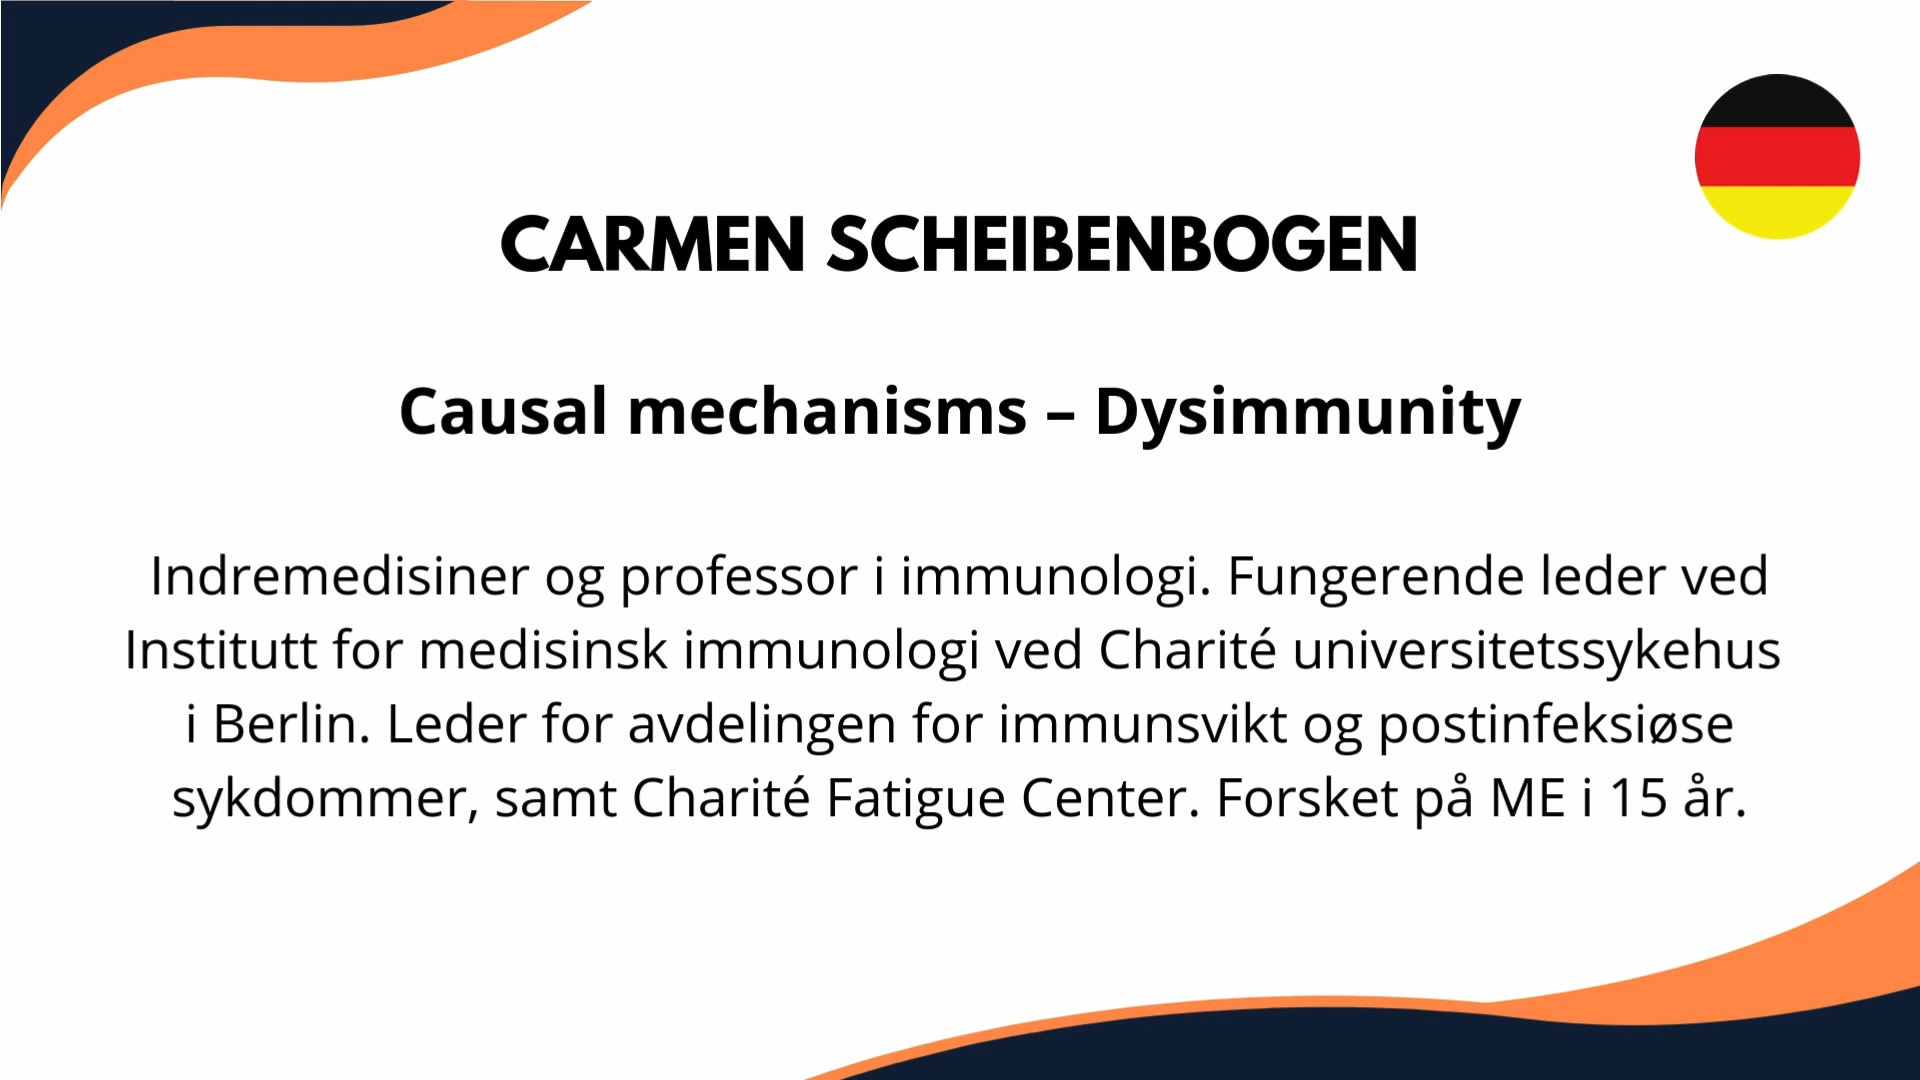 CARMEN SCHEIBENBOGEN
Causal mechanisms – Dysimmunity
Indremedisiner og professor i immunologi. Fungerende leder ved
Institutt for medisinsk immunologi ved Charité universitetssykehus
i Berlin. Leder for avdelingen for immunsvikt og postinfeksiøse
sykdommer, samt Charité Fatigue Center. Forsket på ME i 15 år.